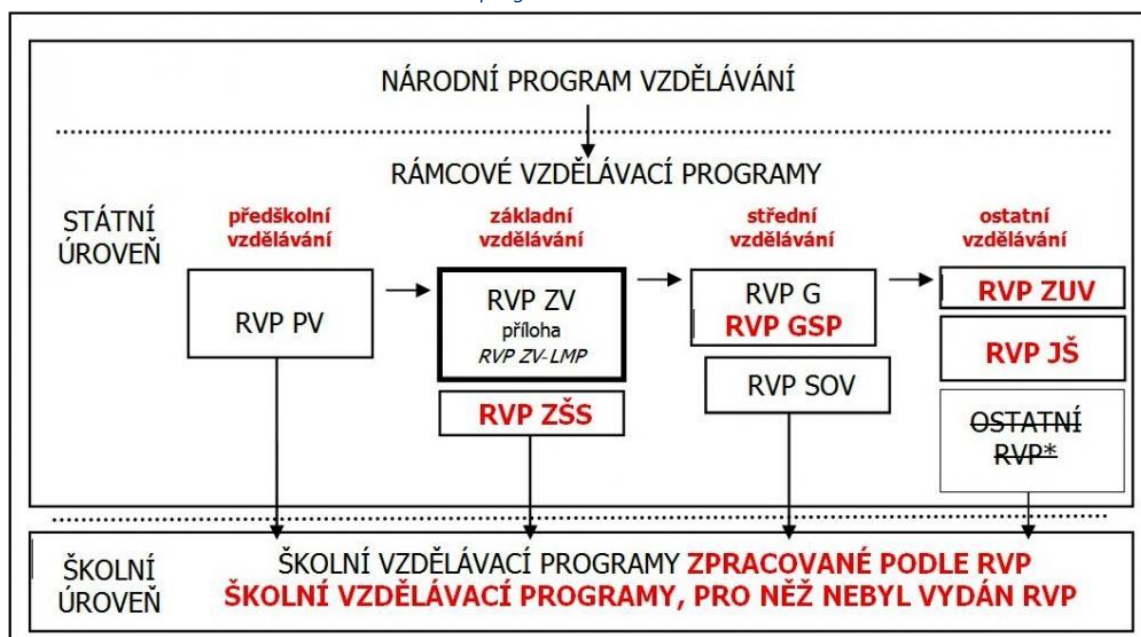 NÁRODNÍ PROGRAM VZDĚLÁVÁNÍ
RÁMCOVÉ VZDĚLÁVACÍ PROGRAMY
STÁTNÍ
ÚROVEŇ
předškolní
vzdělávání
základní
vzdělávání
střední
vzdělávání
ostatní
vzdělávání
RVP PV
RVP ZV
příloha
RVP ZV-LMP
RVP ZŠS
RVP G
RVP GSP
RVP SOV
RVP ZUV
RVP JŠ
OSTATNÍ
RVP*
ŠKOLNÍ
ÚROVEŇ
ŠKOLNÍ VZDĚLÁVACÍ PROGRAMY ZPRACOVANÉ PODLE RVP
ŠKOLNÍ VZDĚLÁVACÍ PROGRAMY, PRO NĚŽ NEBYL VYDÁN RVP